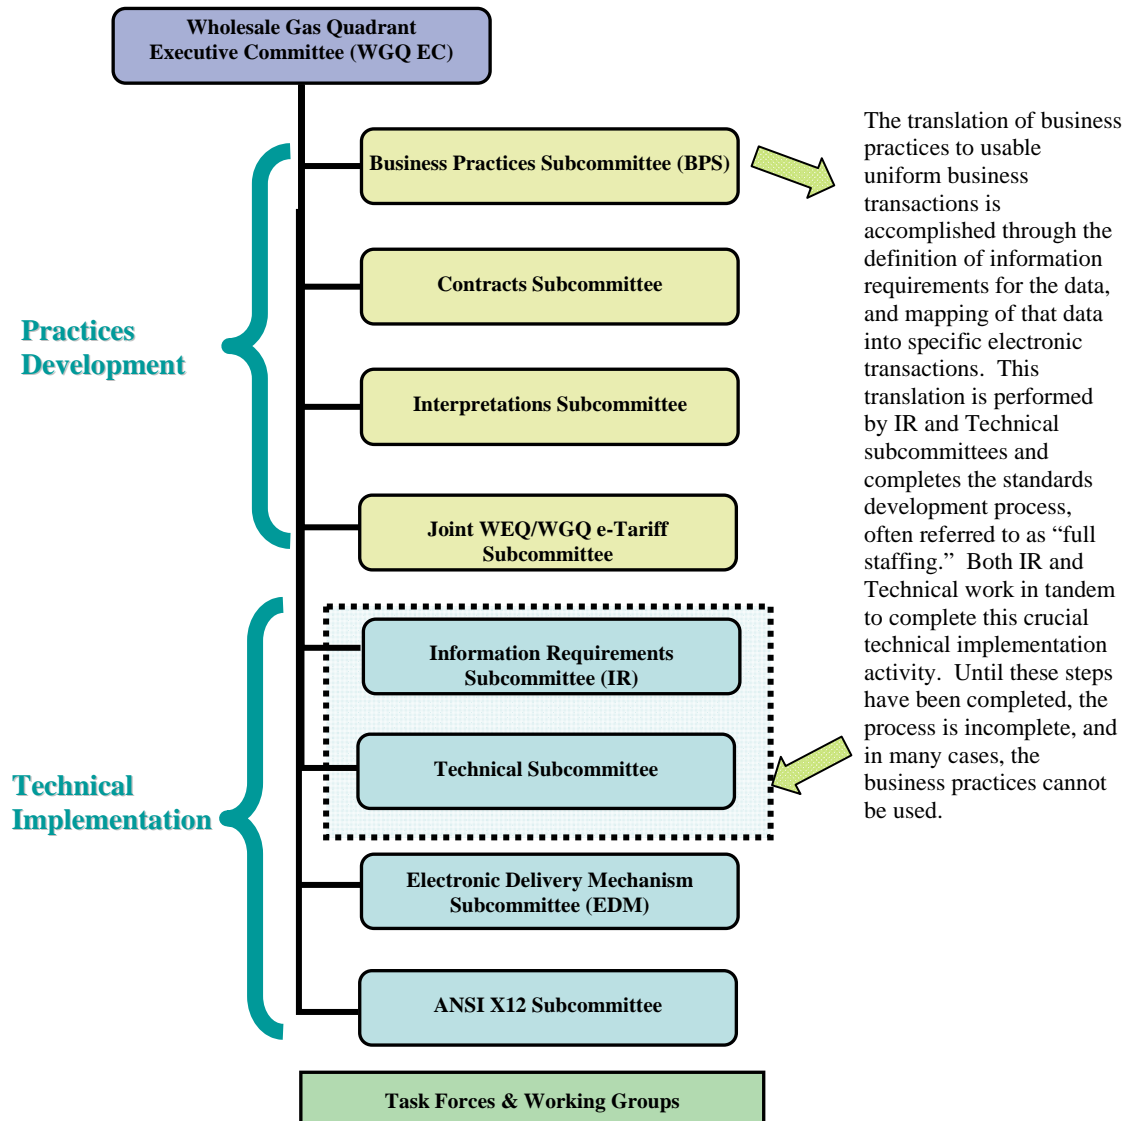 Wholesale Gas Quadrant
Executive Committee (WGQ EC)
Business Practices Subcommittee (BPS)
Contracts Subcommittee
Practices
Development
Interpretations Subcommittee
Joint WEQ/WGQ e-Tariff
Subcommittee
Information Requirements
Subcommittee (IR)
Technical Subcommittee
Technical
Implementation
Electronic Delivery Mechanism
Subcommittee (EDM)
ANSI X12 Subcommittee
Task Forces & Working Groups
The translation of business
practices to usable
uniform business
transactions is
accomplished through the
definition of information
requirements for the data,
and mapping of that data
into specific electronic
transactions.  This
translation is performed
by IR and Technical
subcommittees and
completes the standards
development process,
often referred to as “full
staffing.”  Both IR and
Technical work in tandem
to complete this crucial
technical implementation
activity.  Until these steps
have been completed, the
process is incomplete, and
in many cases, the
business practices cannot
be used.